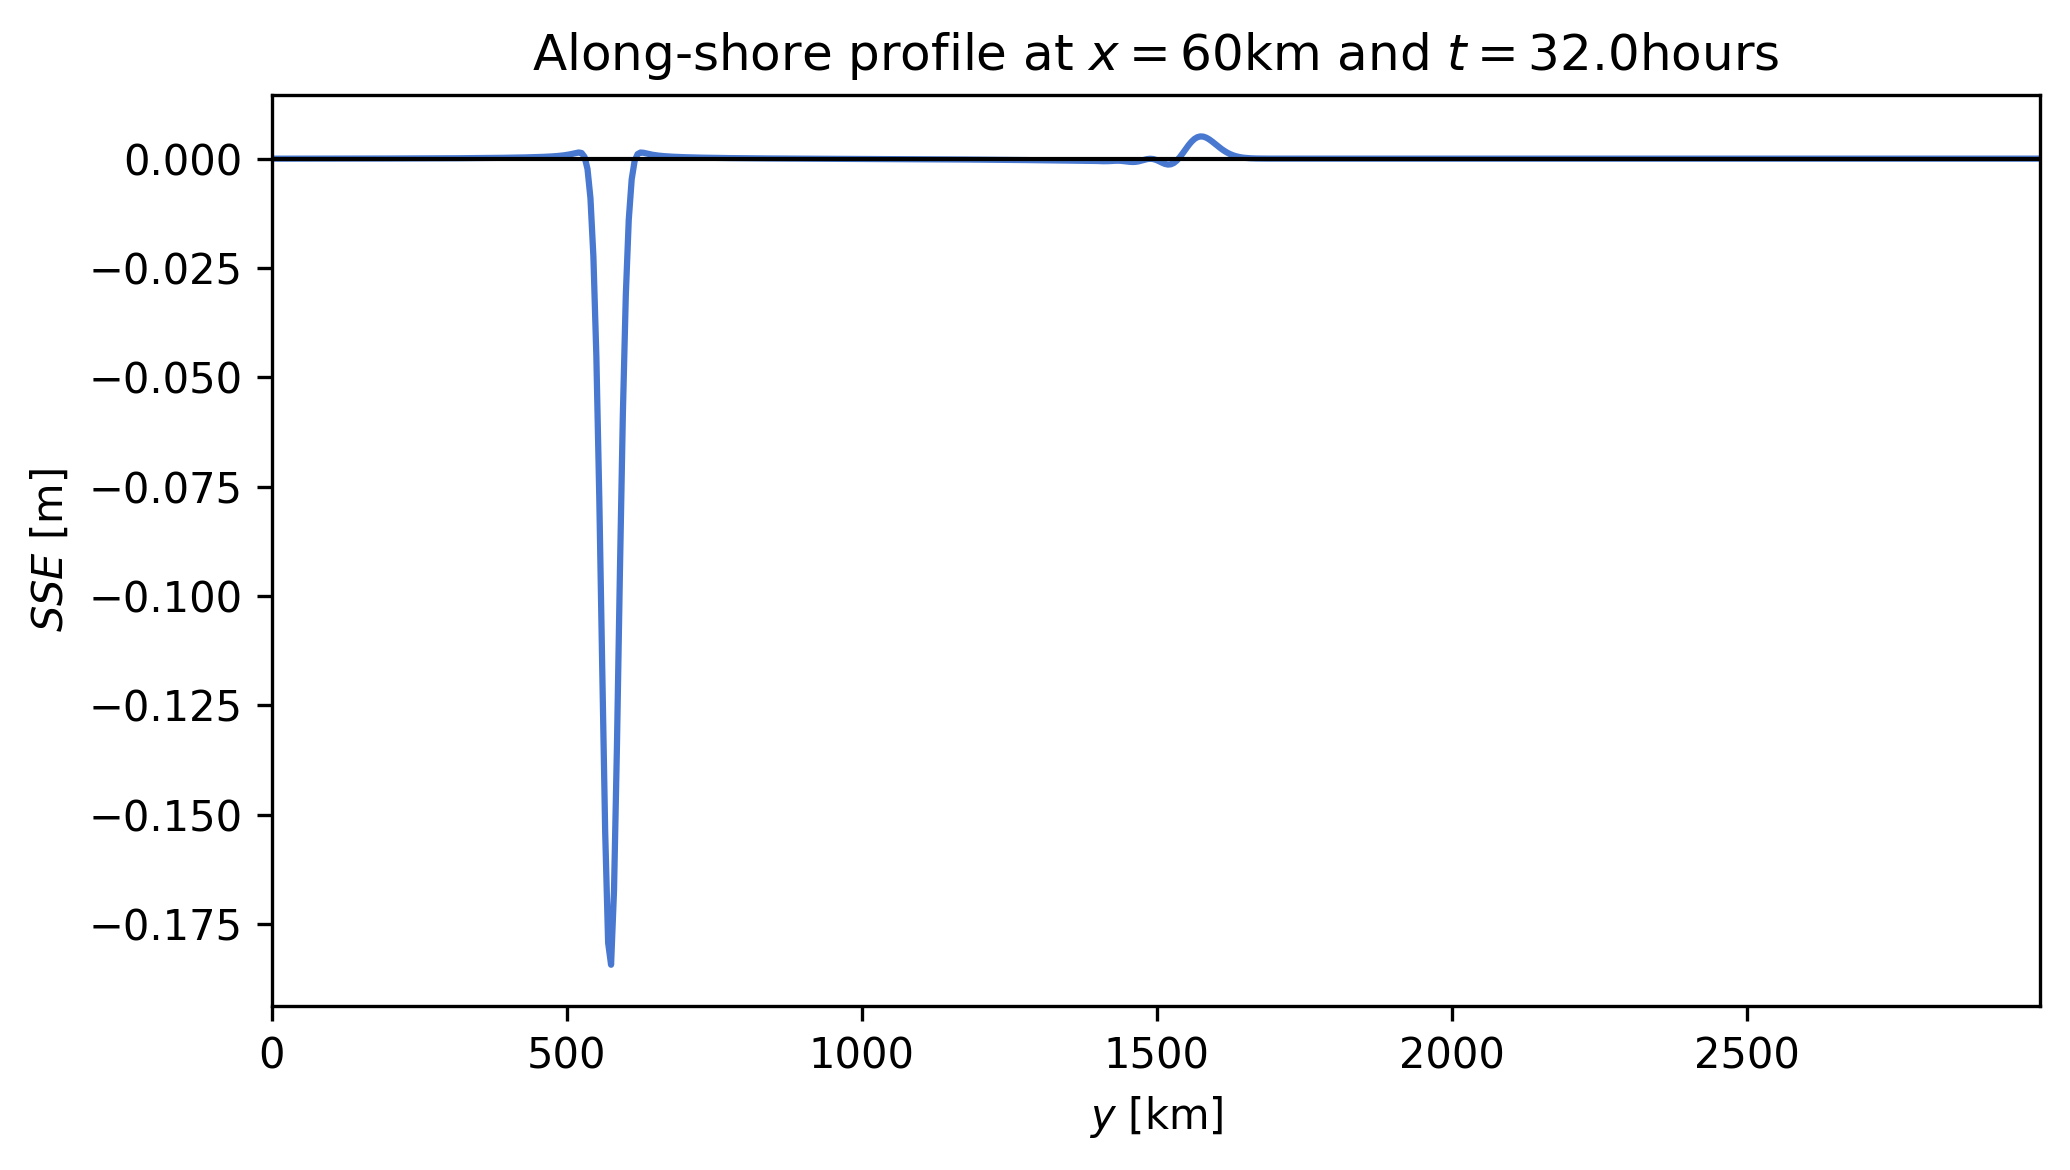 Along-shore profile at x = 60km and t = 32.0hours
0.000
−0.025
−0.050
−0.075
−0.100
−0.125
−0.150
−0.175
SSE [m]
0 500 1000 1500 2000 2500
y [km]